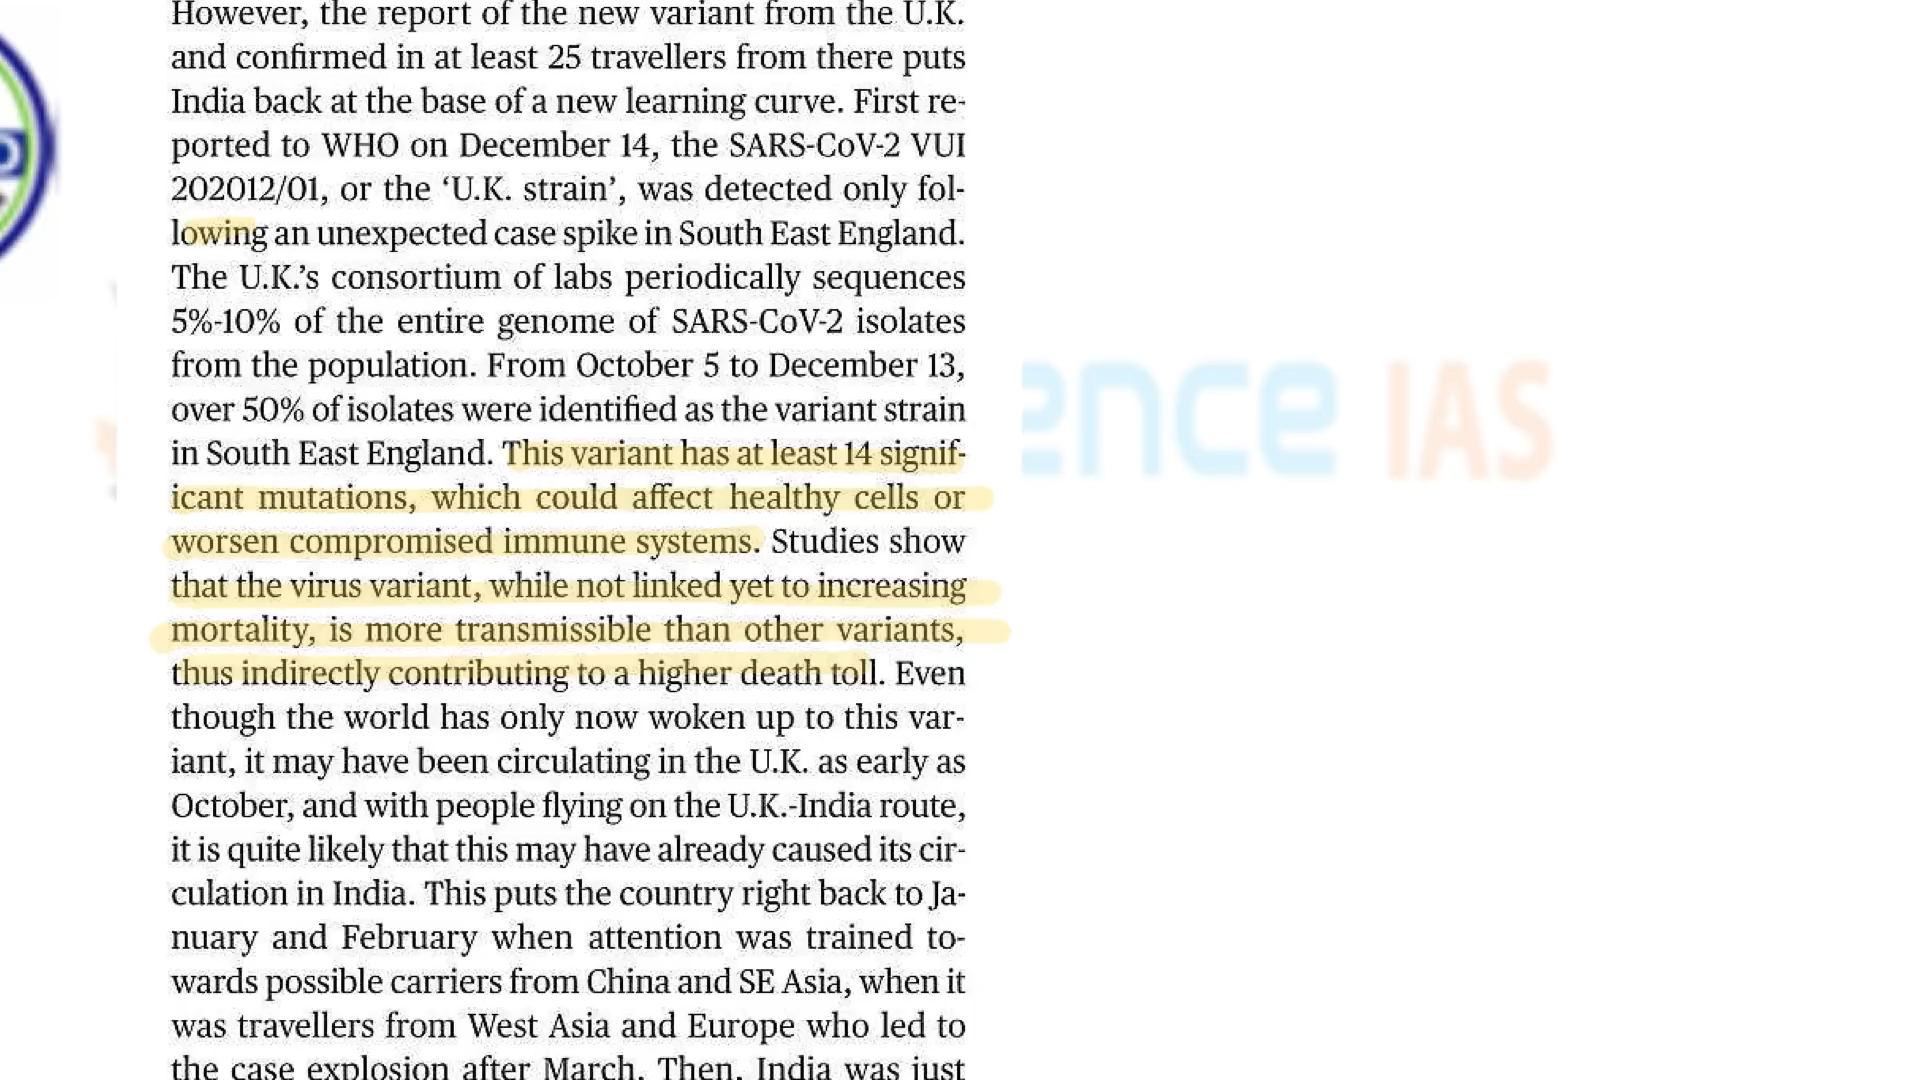 However, the report of the new variant from the U.K.
and confirmed in at least 25 travellers from there puts
India back at the base of a new learning curve. First re-
ported to WHO on December 14, the SARS-CoV-2 VUI
202012/01, or the ‘U.K. strain’, was detected only fol-
lowing an unexpected case spike in South East England.
The U.K.’s consortium of labs periodically sequences
5%-10% of the entire genome of SARS-CoV-2 isolates
from the population. From October 5 to December 13,
over 50% of isolates were identified as the variant strain
in South East England. This variant has at least 14 signif-
icant mutations, which could affect healthy cells or
worsen compromised immune systems. Studies show
that the virus variant, while not linked yet to increasing
mortality, is more transmissible than other variants,
thus indirectly contributing to a higher death toll. Even
though the world has only now woken up to this var-
iant, it may have been circulating in the U.K. as early as
October, and with people flying on the U.K.-India route,
it is quite likely that this may have already caused its cir-
culation in India. This puts the country right back to Ja-
nuary and February when attention was trained to-
wards possible carriers from China and SE Asia, when it
was travellers from West Asia and Europe who led to
the case explosion after March. Then, India was just
ence IAS